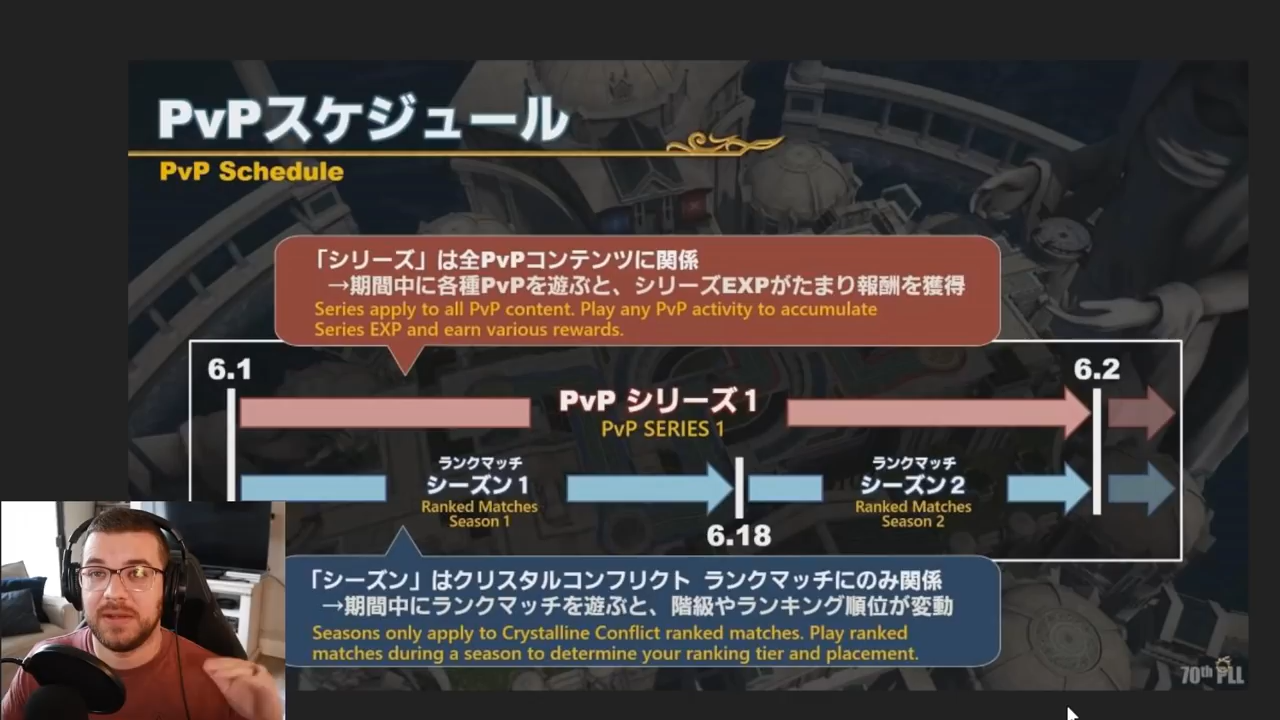 PvPスケジュール
PvP Schedule
「シリーズ」は全PvPコンテンツに関係
→期間中に各種PvPを遊ぶと、シリーズEXPがたまり報酬を獲得
Series apply to all PvP content. Play any PvP activity to accumulate
Series EXP and earn various rewards.
6.1
6.2
PvP シリーズ1
PvP SERIES 1
ランクマッチ
シーズン1
Ranked Matches
Season 1
ランクマッチ
シーズン2
Ranked Matches
Season 2
6.18
「シーズン」はクリスタルコンフリクト ランクマッチにのみ関係
→期間中にランクマッチを遊ぶと、階級やランキング順位が変動
Seasons only apply to Crystalline Conflict ranked matches. Play ranked
matches during a season to determine your ranking tier and placement.
70th PLL